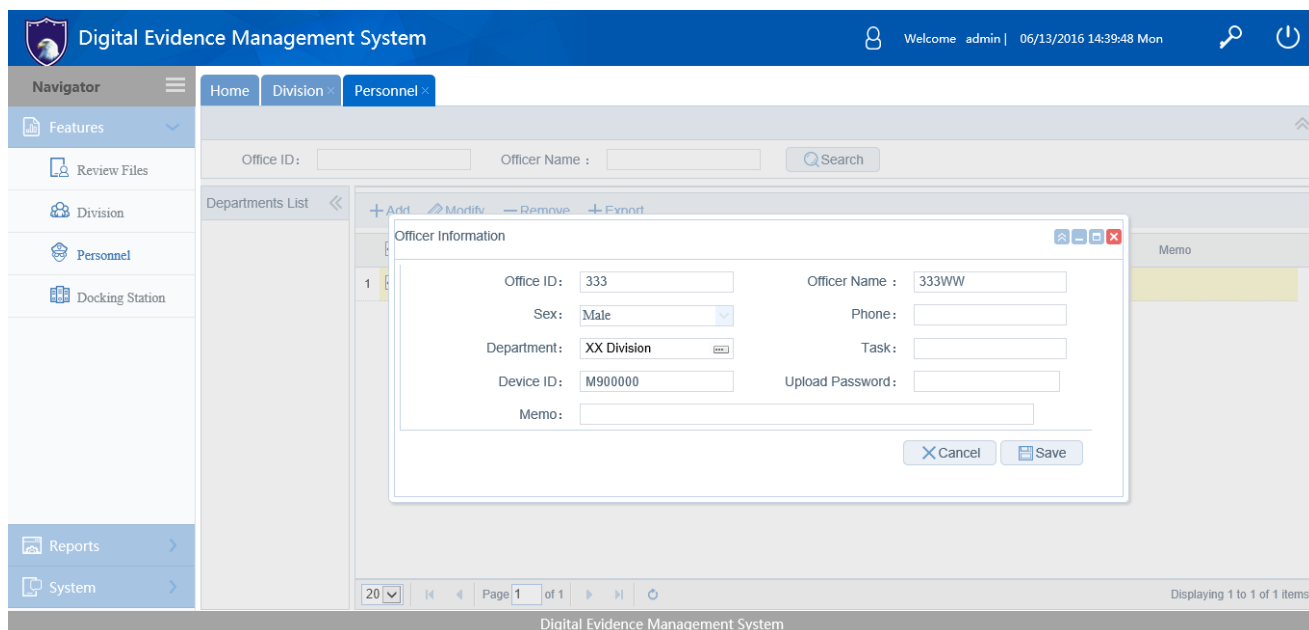 Digital Evidence Management System
Welcome admin | 06/13/2016 14:39:48 Mon
Navigator
Home Division × Personnel ×
Features
Office ID: Officer Name : Search
Review Files
Departments List
Add Modify Remove Export
Division
Officer Information
Memo
Personnel
1
Office ID: 333 Officer Name : 333WW
Docking Station
Sex: Male Phone:
Department: XX Division Task:
Device ID: M900000 Upload Password:
Memo:
Cancel Save
Reports
System
20 Page 1 of 1 Displaying 1 to 1 of 1 items
Digital Evidence Management System